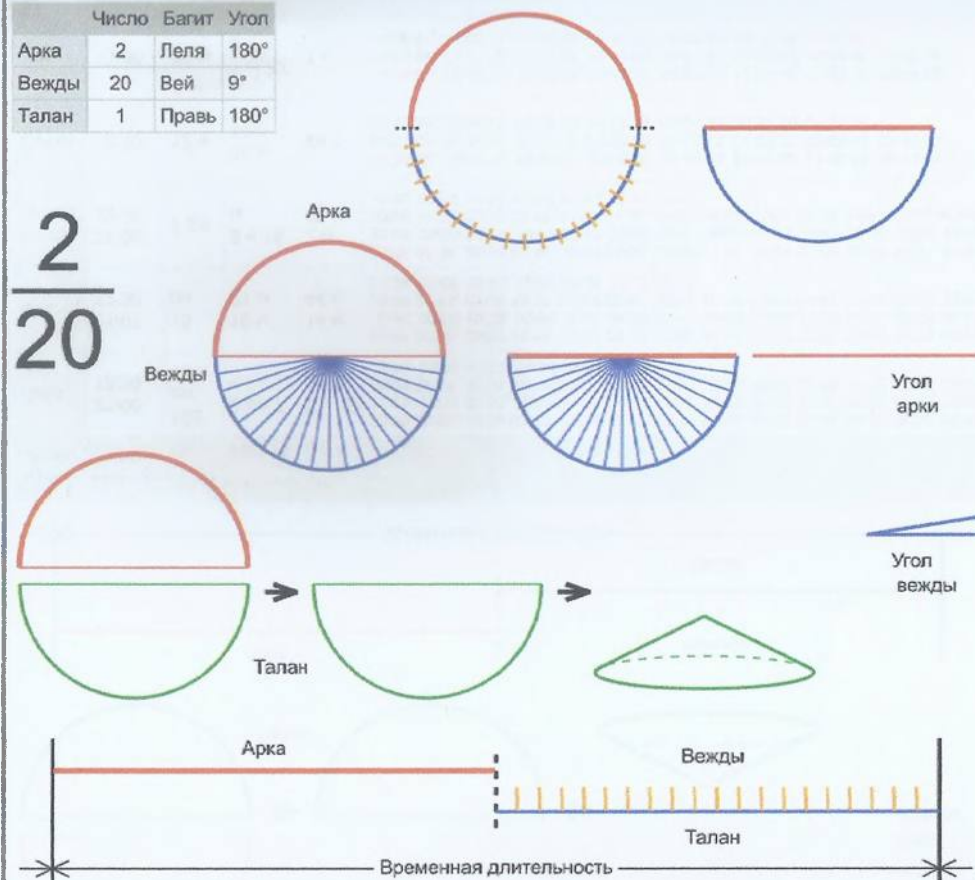 Число Багит Угол
Арка 2 Леля 180°
Вежды 20 Вей 9°
Талан 1 Правь 180°
2
20
Арка
Вежды
Угол
арки
Угол
вежды
Талан
Арка
Вежды
Талан
Временная длительность